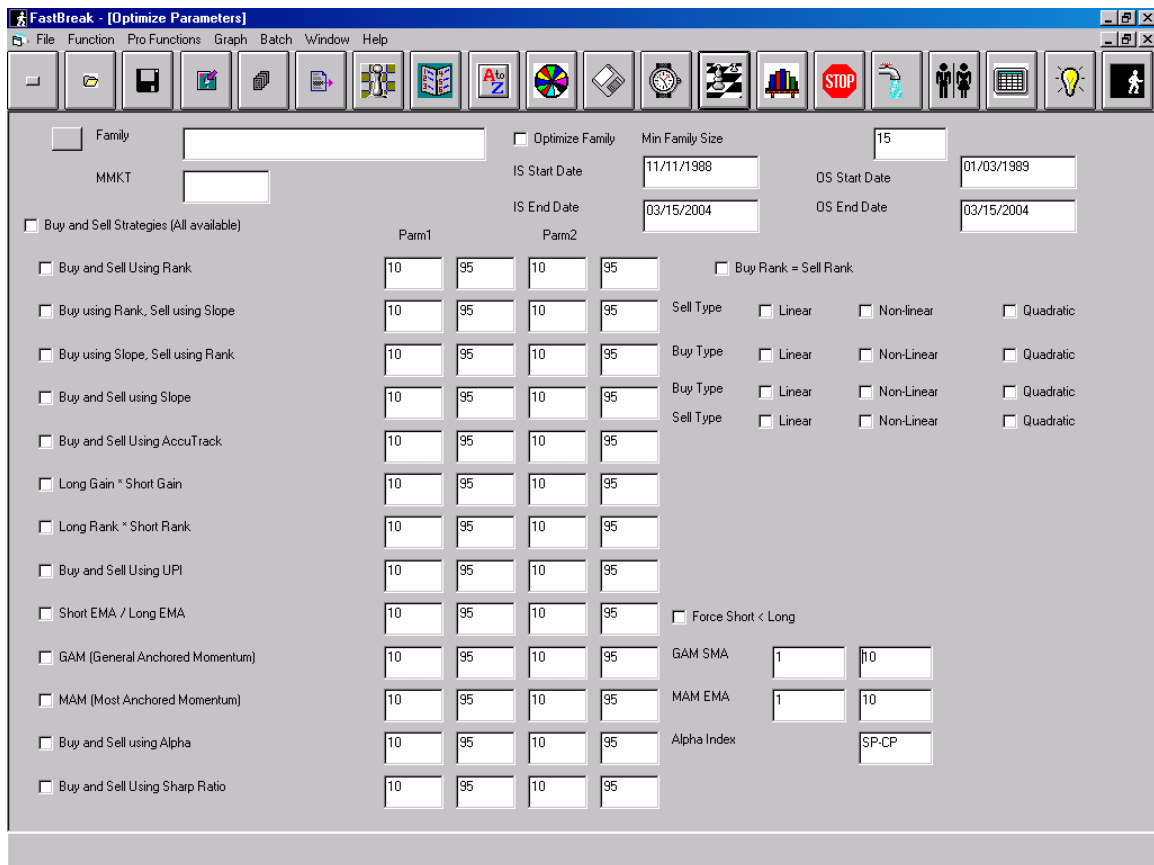 FastBreak - [Optimize Parameters]
File Function Pro Functions Graph Batch Window Help
A to Z STOP
Family Optimize Family Min Family Size 15
MMKT IS Start Date 11/11/1988 OS Start Date 01/03/1989
IS End Date 03/15/2004 OS End Date 03/15/2004
Buy and Sell Strategies (All available)
Parm1 Parm2
Buy and Sell Using Rank 10 95 10 95 Buy Rank = Sell Rank
Buy using Rank, Sell using Slope 10 95 10 95 Sell Type Linear Non-linear Quadratic
Buy using Slope, Sell using Rank 10 95 10 95 Buy Type Linear Non-Linear Quadratic
Buy and Sell using Slope 10 95 10 95 Buy Type Linear Non-Linear Quadratic
Sell Type Linear Non-Linear Quadratic
Buy and Sell Using AccuTrack 10 95 10 95
Long Gain * Short Gain 10 95 10 95
Long Rank * Short Rank 10 95 10 95
Buy and Sell Using UPI 10 95 10 95
Short EMA / Long EMA 10 95 10 95 Force Short < Long
GAM (General Anchored Momentum) 10 95 10 95 GAM SMA 1 10
MAM (Most Anchored Momentum) 10 95 10 95 MAM EMA 1 10
Buy and Sell using Alpha 10 95 10 95 Alpha Index SP-CP
Buy and Sell Using Sharp Ratio 10 95 10 95